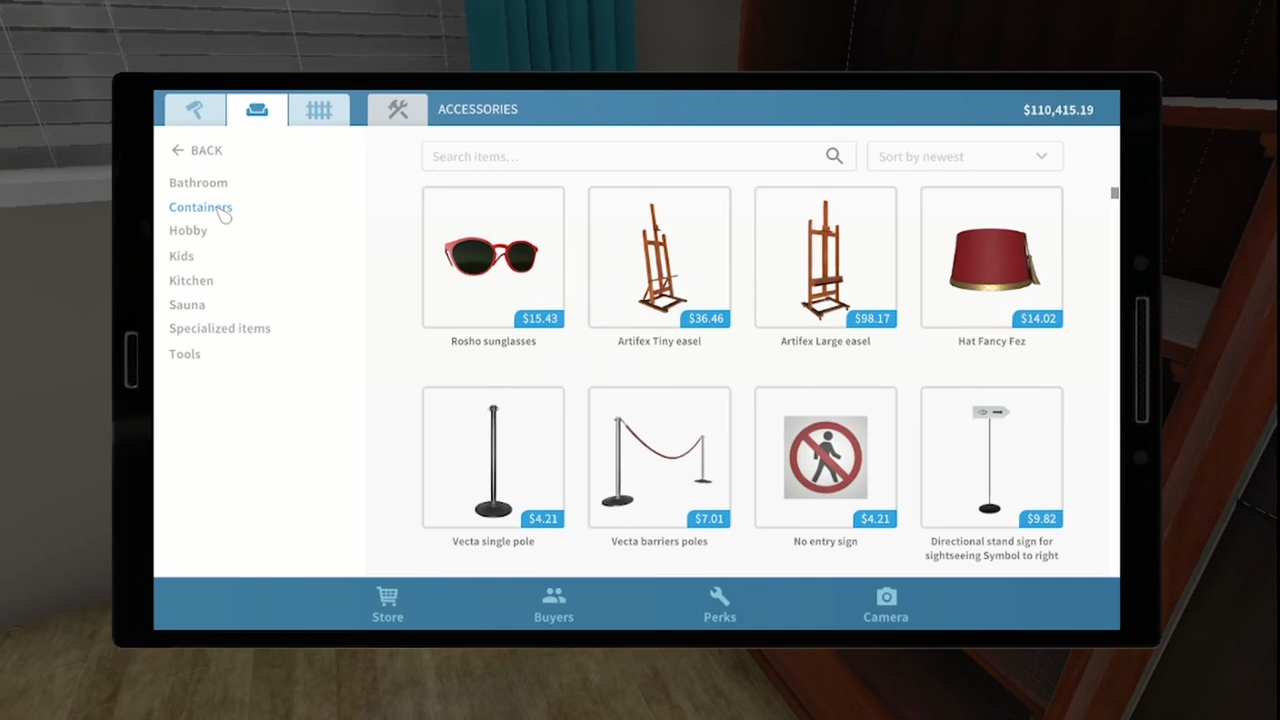 ACCESSORIES
$110,415.19
BACK
Search items...
Sort by newest
Bathroom
Containers
Hobby
Kids
Kitchen
Sauna
Specialized items
Tools
$15.43
$36.46
$98.17
$14.02
Rosho sunglasses
Artifex Tiny easel
Artifex Large easel
Hat Fancy Fez
$4.21
$7.01
$4.21
$9.82
Vecta single pole
Vecta barriers poles
No entry sign
Directional stand sign for
sightseeing Symbol to right
Store
Buyers
Perks
Camera